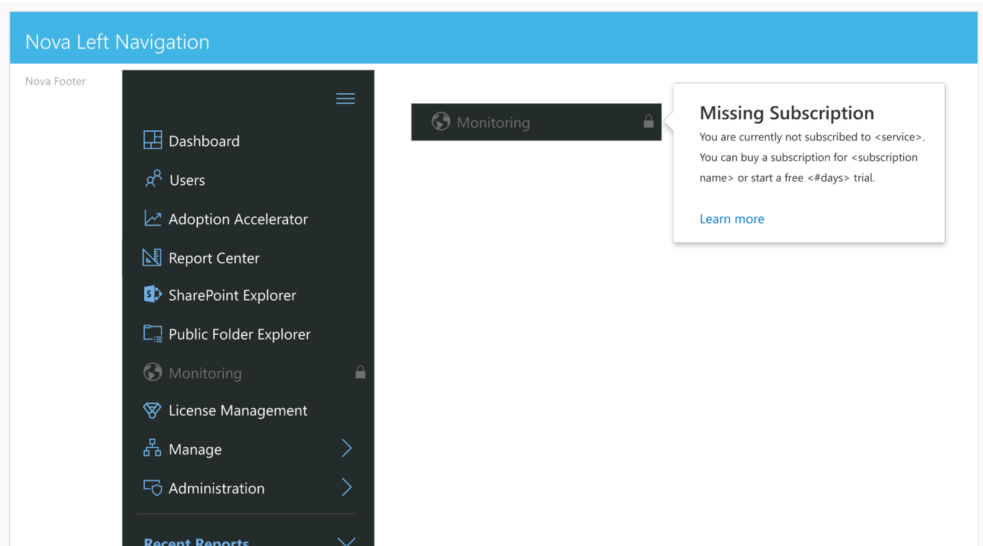 Nova Left Navigation
Nova Footer
Dashboard
Users
Adoption Accelerator
Report Center
SharePoint Explorer
Public Folder Explorer
Monitoring
License Management
Manage
Administration
Recent Reports
Monitoring
Missing Subscription
You are currently not subscribed to <service>.
You can buy a subscription for <subscription
name> or start a free <#days> trial.
Learn more